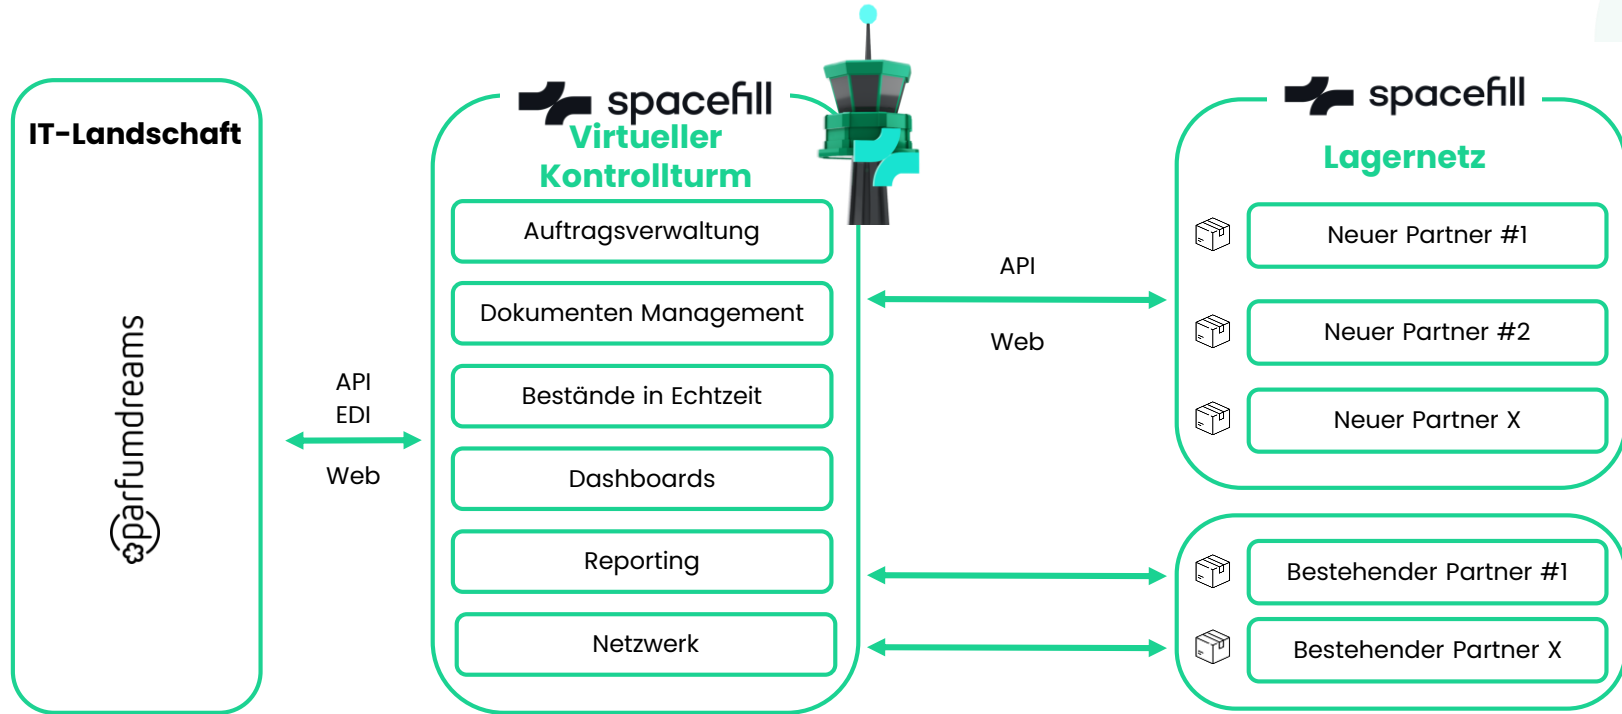 IT-Landschaft
parfumdreams
API
EDI
Web
spacefill
Virtueller
Kontrollturm
Auftragsverwaltung
Dokumenten Management
Bestände in Echtzeit
Dashboards
Reporting
Netzwerk
API
Web
spacefill
Lagernetz
Neuer Partner #1
Neuer Partner #2
Neuer Partner X
Bestehender Partner #1
Bestehender Partner X